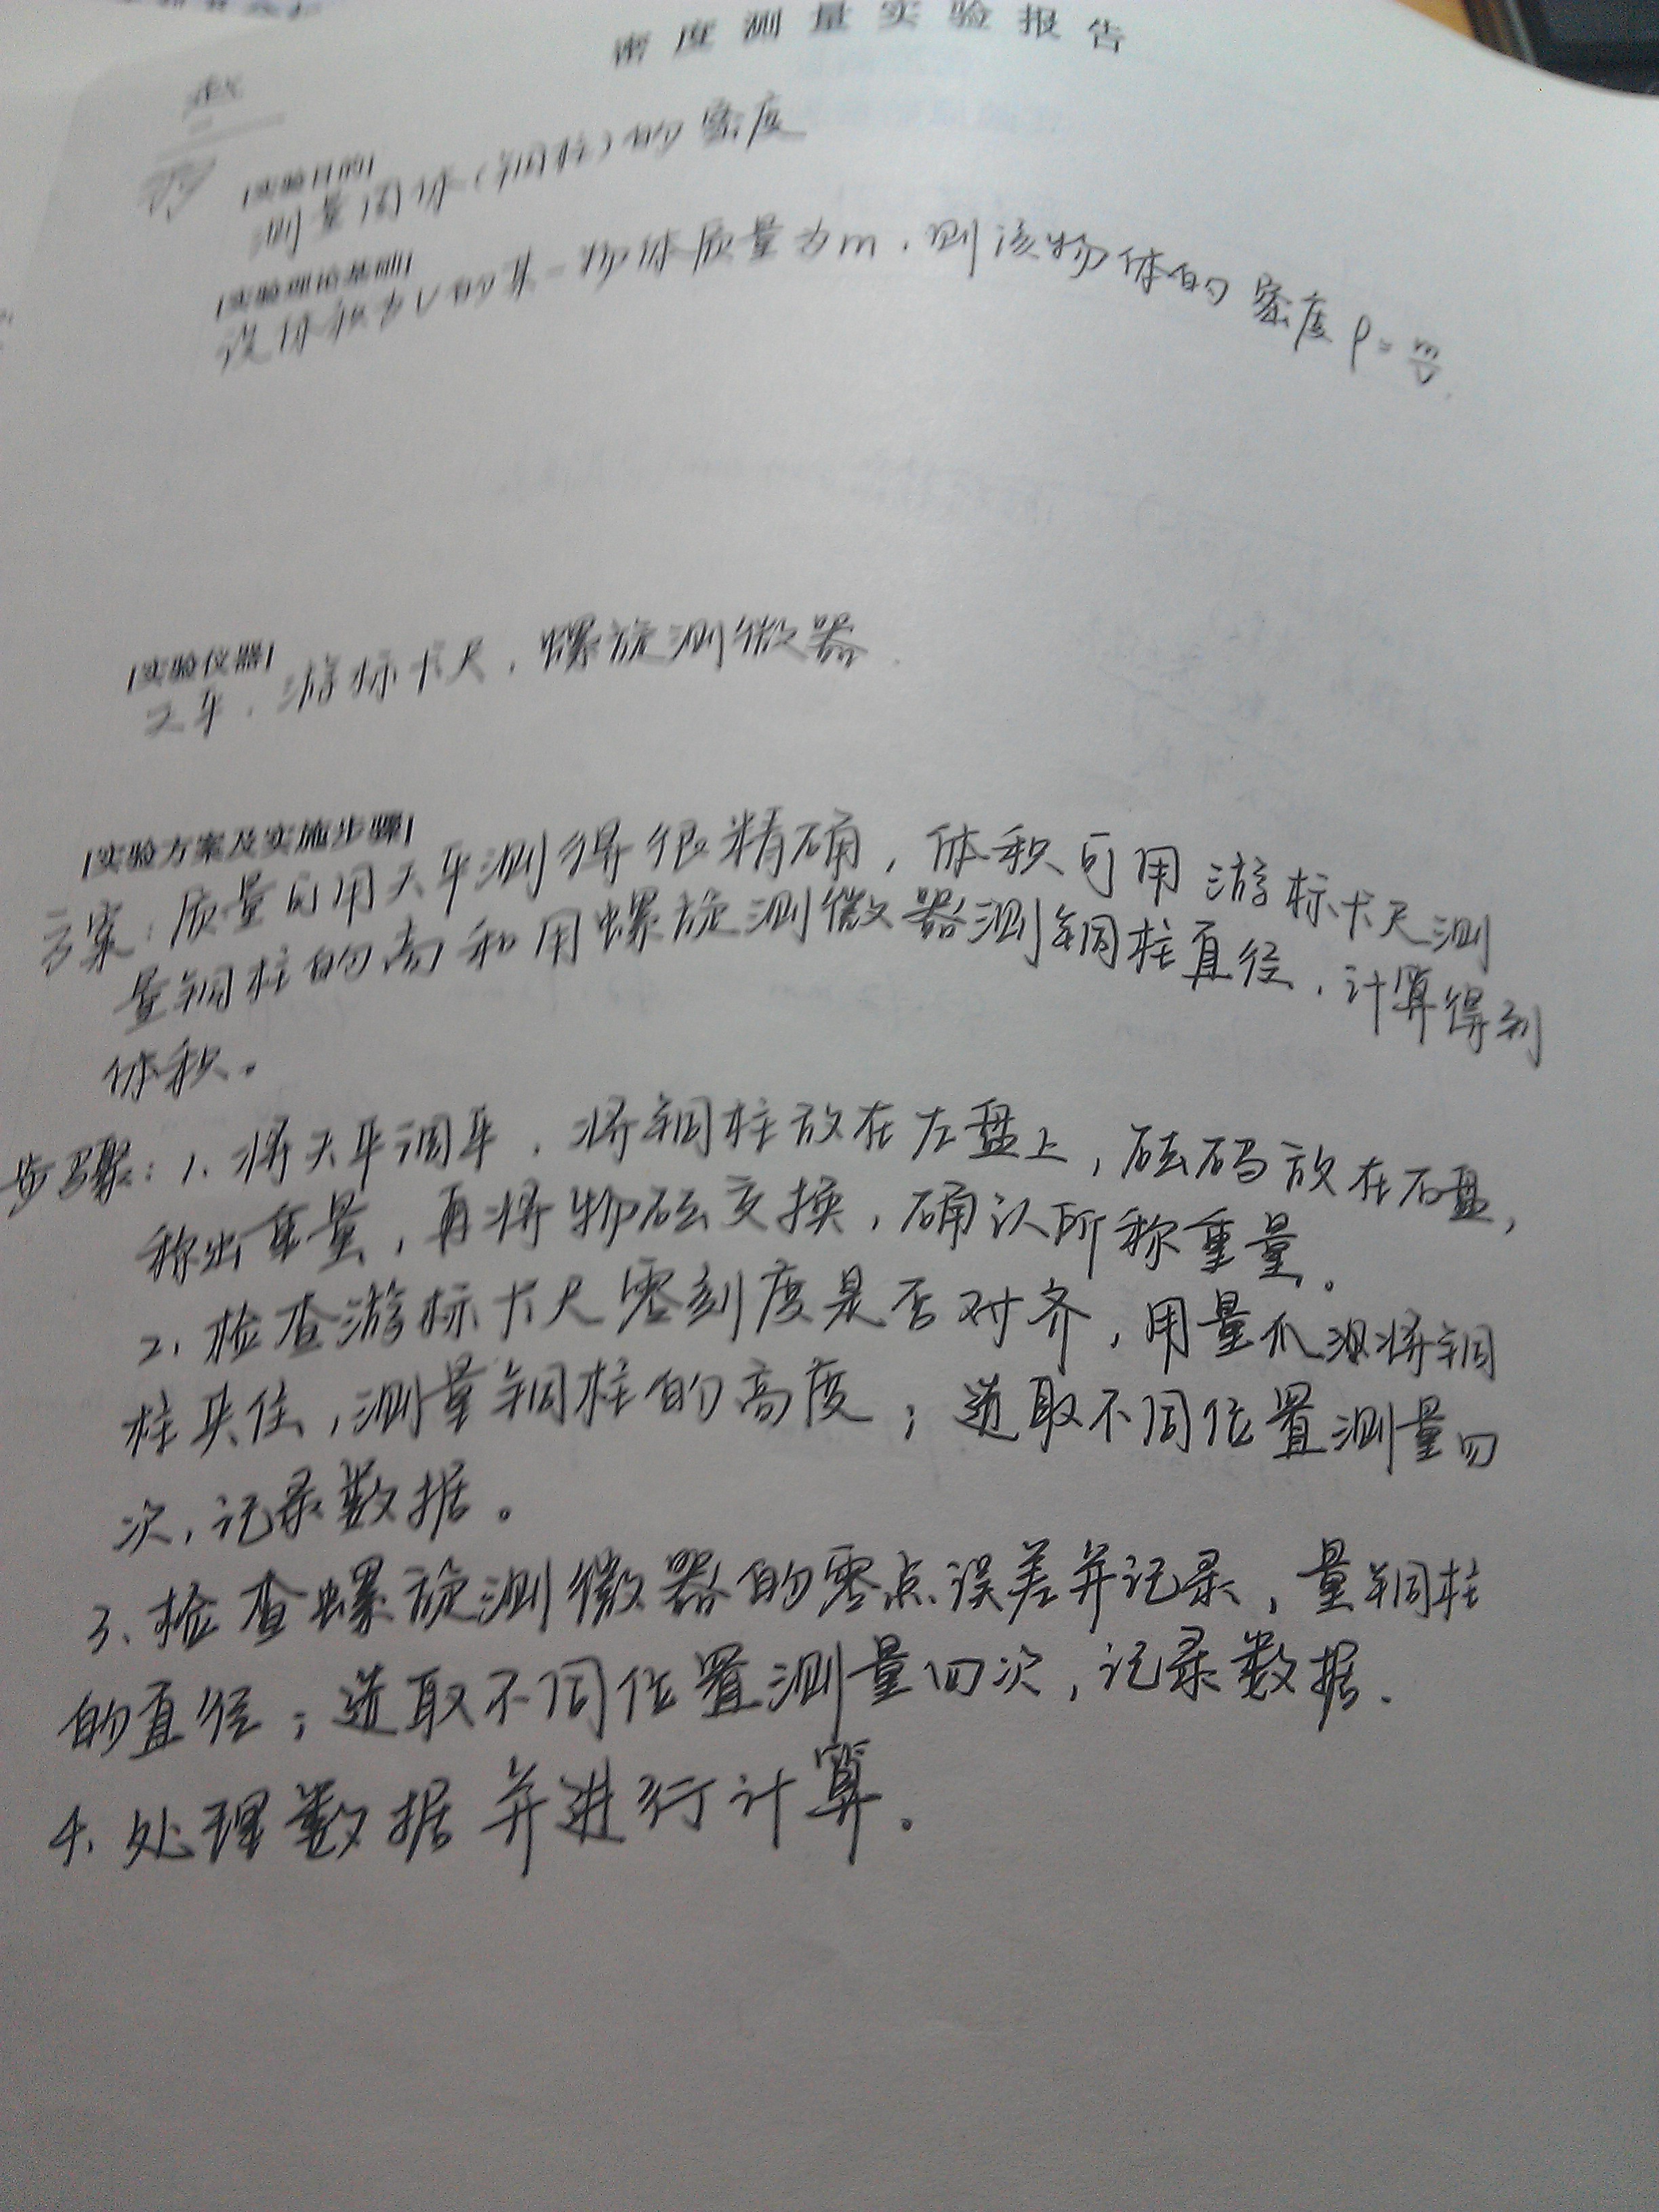 密度测量实验报告
[实验目的]
测量固体(铜柱)的密度
[实验理论基础]
设体积为V的某一物体质量为m，则该物体的密度ρ=m/V.
[实验仪器]
天平，游标卡尺，螺旋测微器.
[实验方案及实施步骤]
方案：质量可用天平测得很精确，体积可用游标卡尺测
量铜柱的高和用螺旋测微器测铜柱直径，计算得到
体积。
步骤：1. 将天平调平，将铜柱放在左盘上，砝码放在右盘，
称出重量，再将物砝交换，确认所称重量。
2. 检查游标卡尺零刻度是否对齐，用量爪将铜
柱夹住，测量铜柱的高度；选取不同位置测量四
次，记录数据。
3. 检查螺旋测微器的零点误差并记录，量铜柱
的直径；选取不同位置测量四次，记录数据.
4. 处理数据并进行计算。